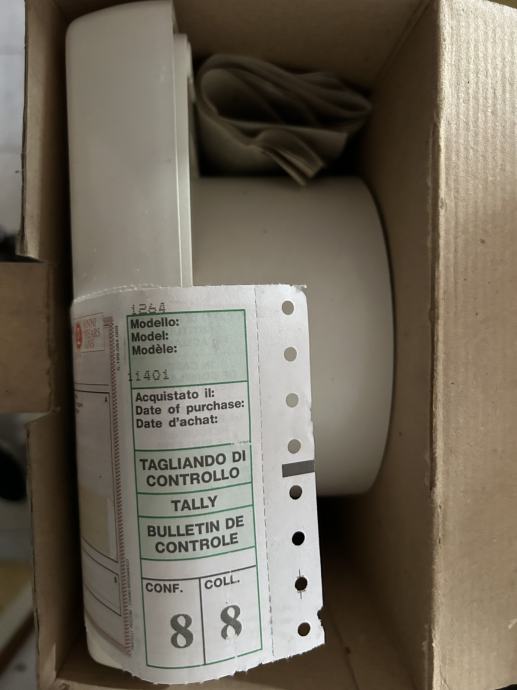 1264
Modello:
Model:
Modèle:
11401
Acquistato il:
Date of purchase:
Date d'achat:
TAGLIANDO DI
CONTROLLO
TALLY
BULLETIN DE
CONTROLE
CONF. COLL.
8 8